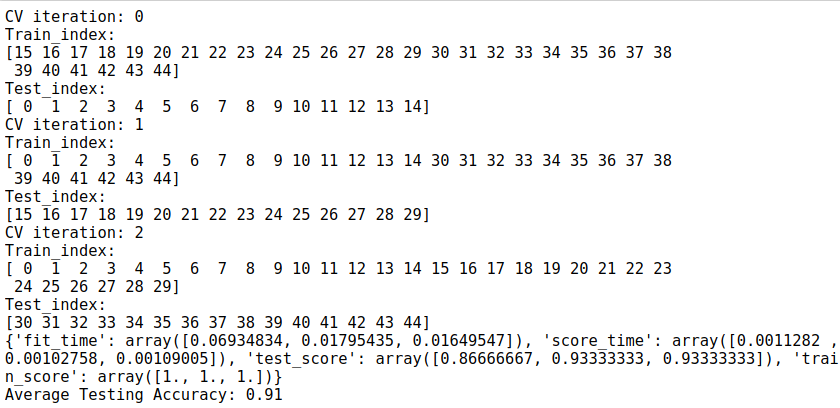 CV iteration: 0
Train_index:
[15 16 17 18 19 20 21 22 23 24 25 26 27 28 29 30 31 32 33 34 35 36 37 38
 39 40 41 42 43 44]
Test_index:
[ 0  1  2  3  4  5  6  7  8  9 10 11 12 13 14]
CV iteration: 1
Train_index:
[ 0  1  2  3  4  5  6  7  8  9 10 11 12 13 14 30 31 32 33 34 35 36 37 38
 39 40 41 42 43 44]
Test_index:
[15 16 17 18 19 20 21 22 23 24 25 26 27 28 29]
CV iteration: 2
Train_index:
[ 0  1  2  3  4  5  6  7  8  9 10 11 12 13 14 15 16 17 18 19 20 21 22 23
 24 25 26 27 28 29]
Test_index:
[30 31 32 33 34 35 36 37 38 39 40 41 42 43 44]
{'fit_time': array([0.06934834, 0.01795435, 0.01649547]), 'score_time': array([0.0011282 ,
0.00102758, 0.00109005]), 'test_score': array([0.86666667, 0.93333333, 0.93333333]), 'trai
n_score': array([1., 1., 1.])}
Average Testing Accuracy: 0.91